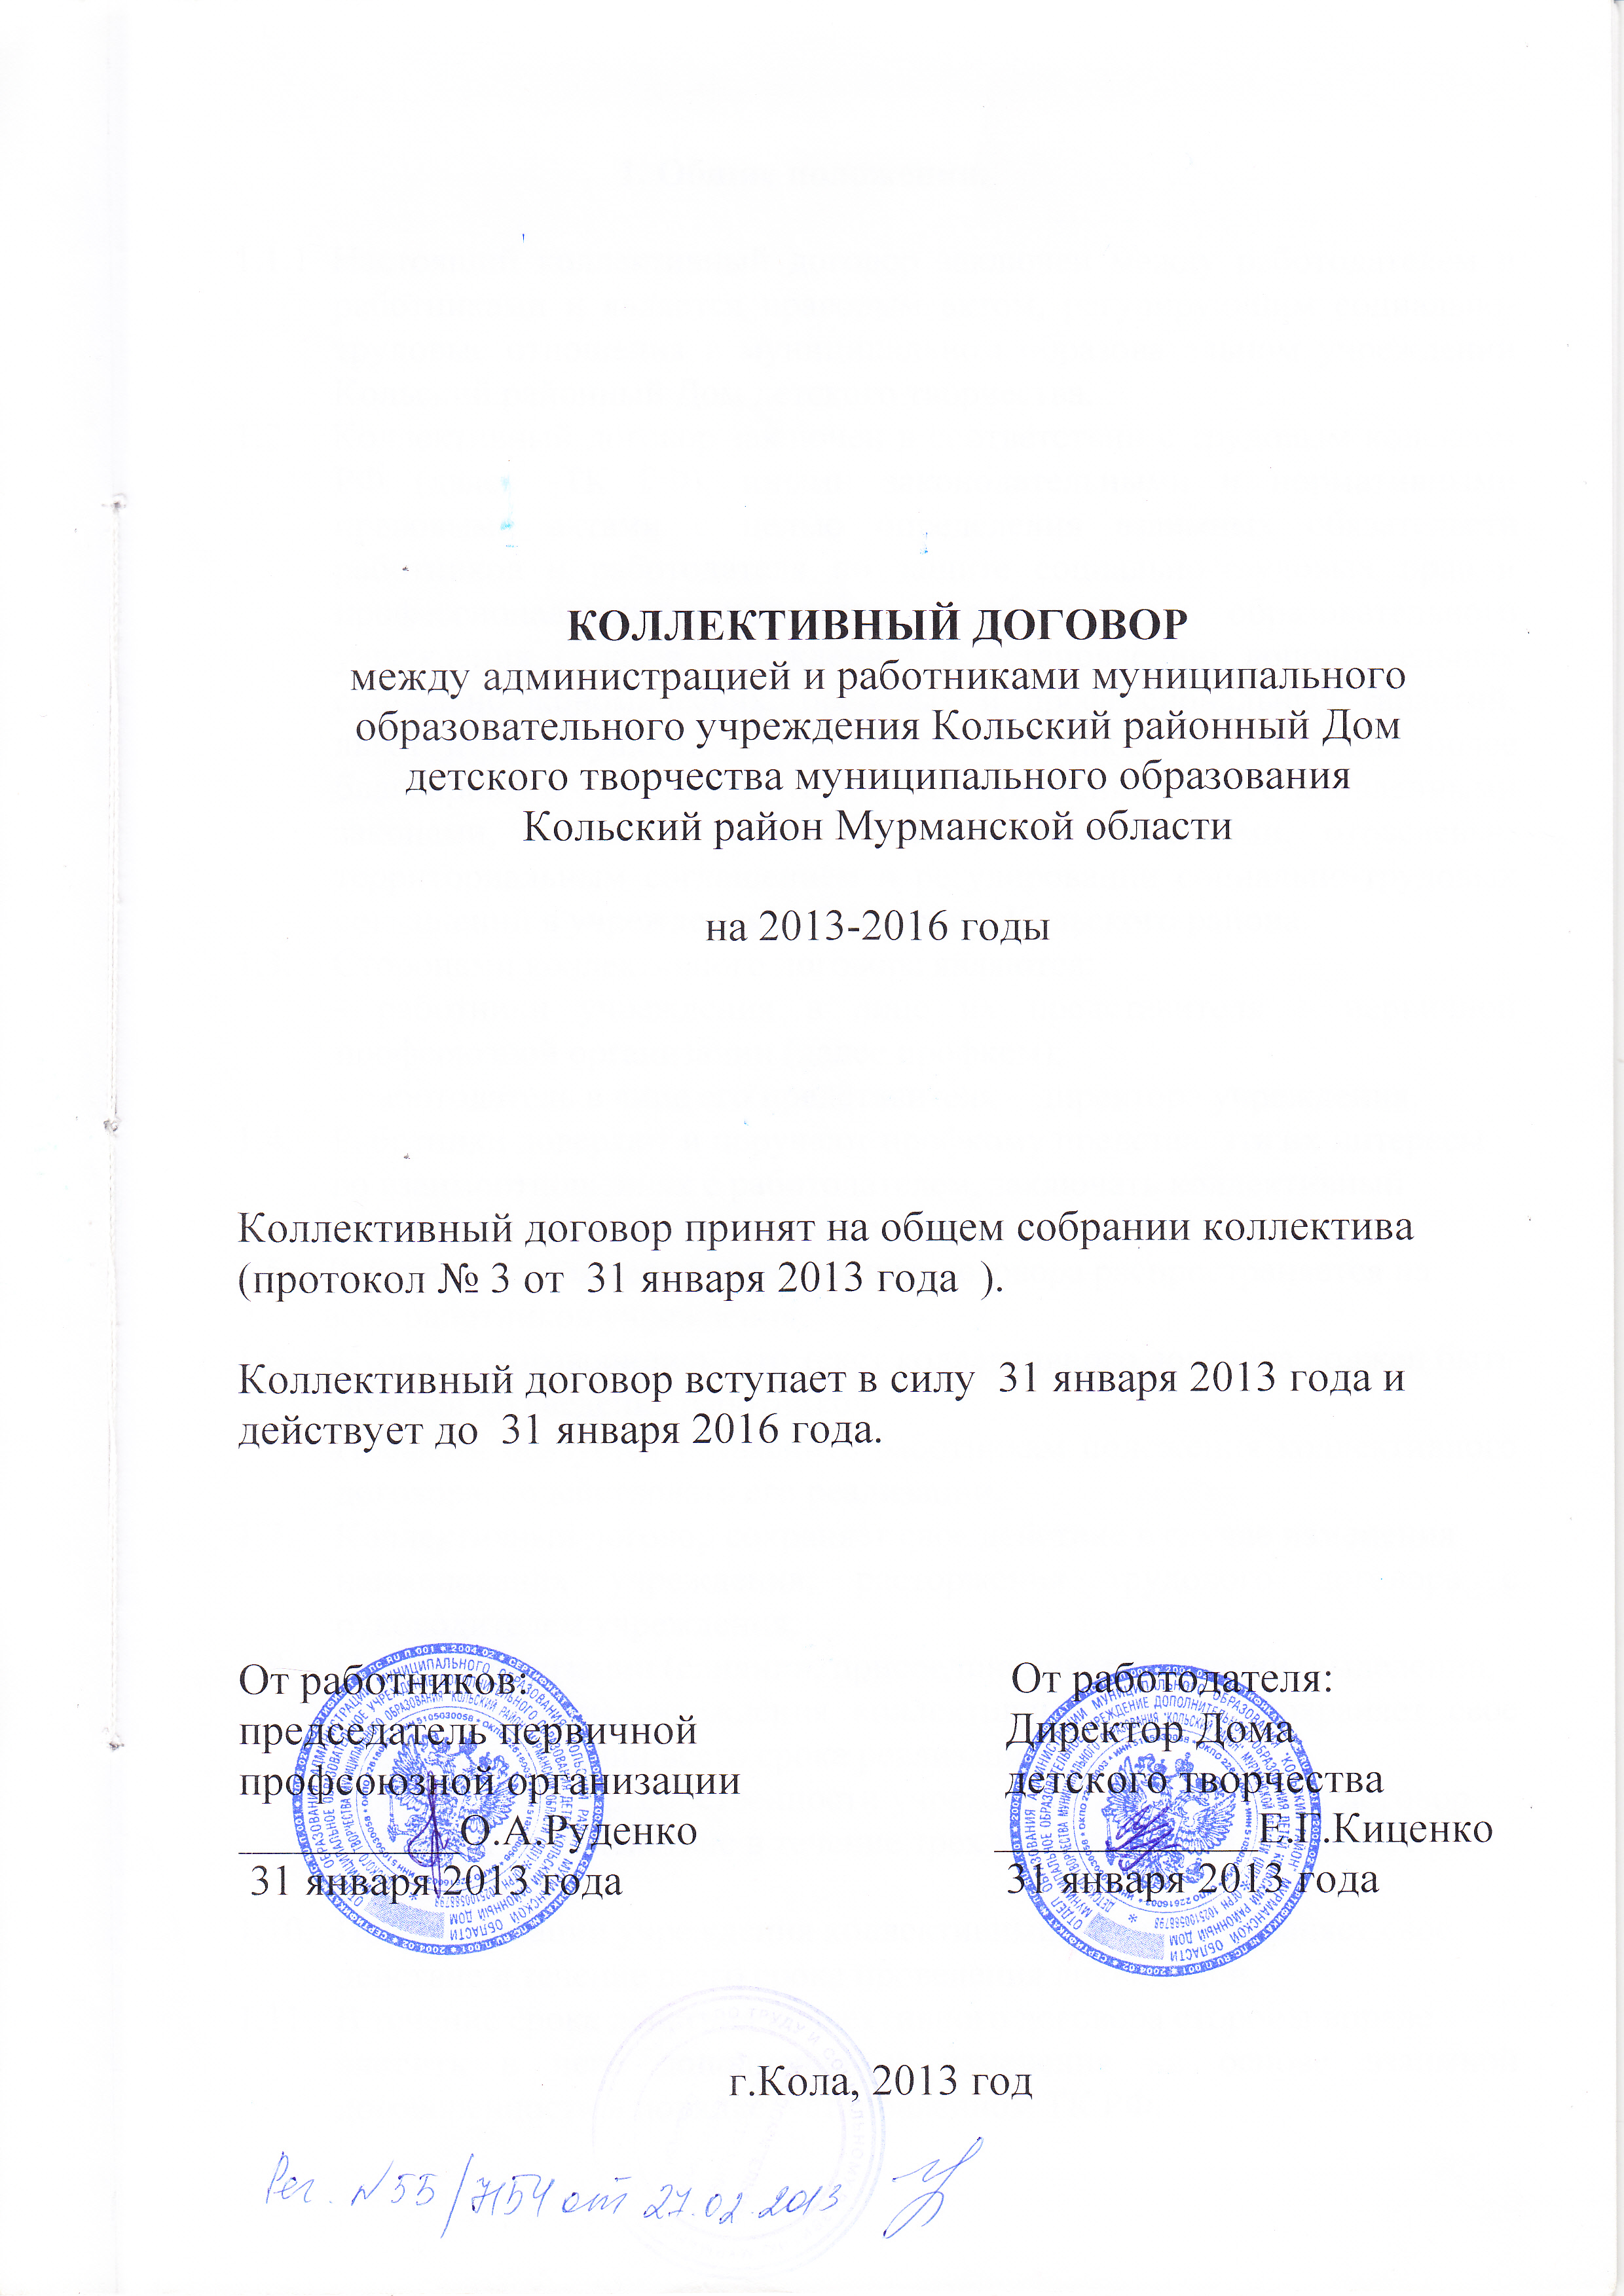 КОЛЛЕКТИВНЫЙ ДОГОВОР
между администрацией и работниками муниципального
образовательного учреждения Кольский районный Дом
детского творчества муниципального образования
Кольский район Мурманской области
на 2013-2016 годы
Коллективный договор принят на общем собрании коллектива
(протокол № 3 от 31 января 2013 года ).
Коллективный договор вступает в силу 31 января 2013 года и
действует до 31 января 2016 года.
От работников:
председатель первичной
профсоюзной организации
__________ О.А.Руденко
31 января 2013 года
От работодателя:
Директор Дома
детского творчества
____________Е.Г.Киценко
31 января 2013 года
г.Кола, 2013 год
Рег. №55/7154 от 27.02.2013